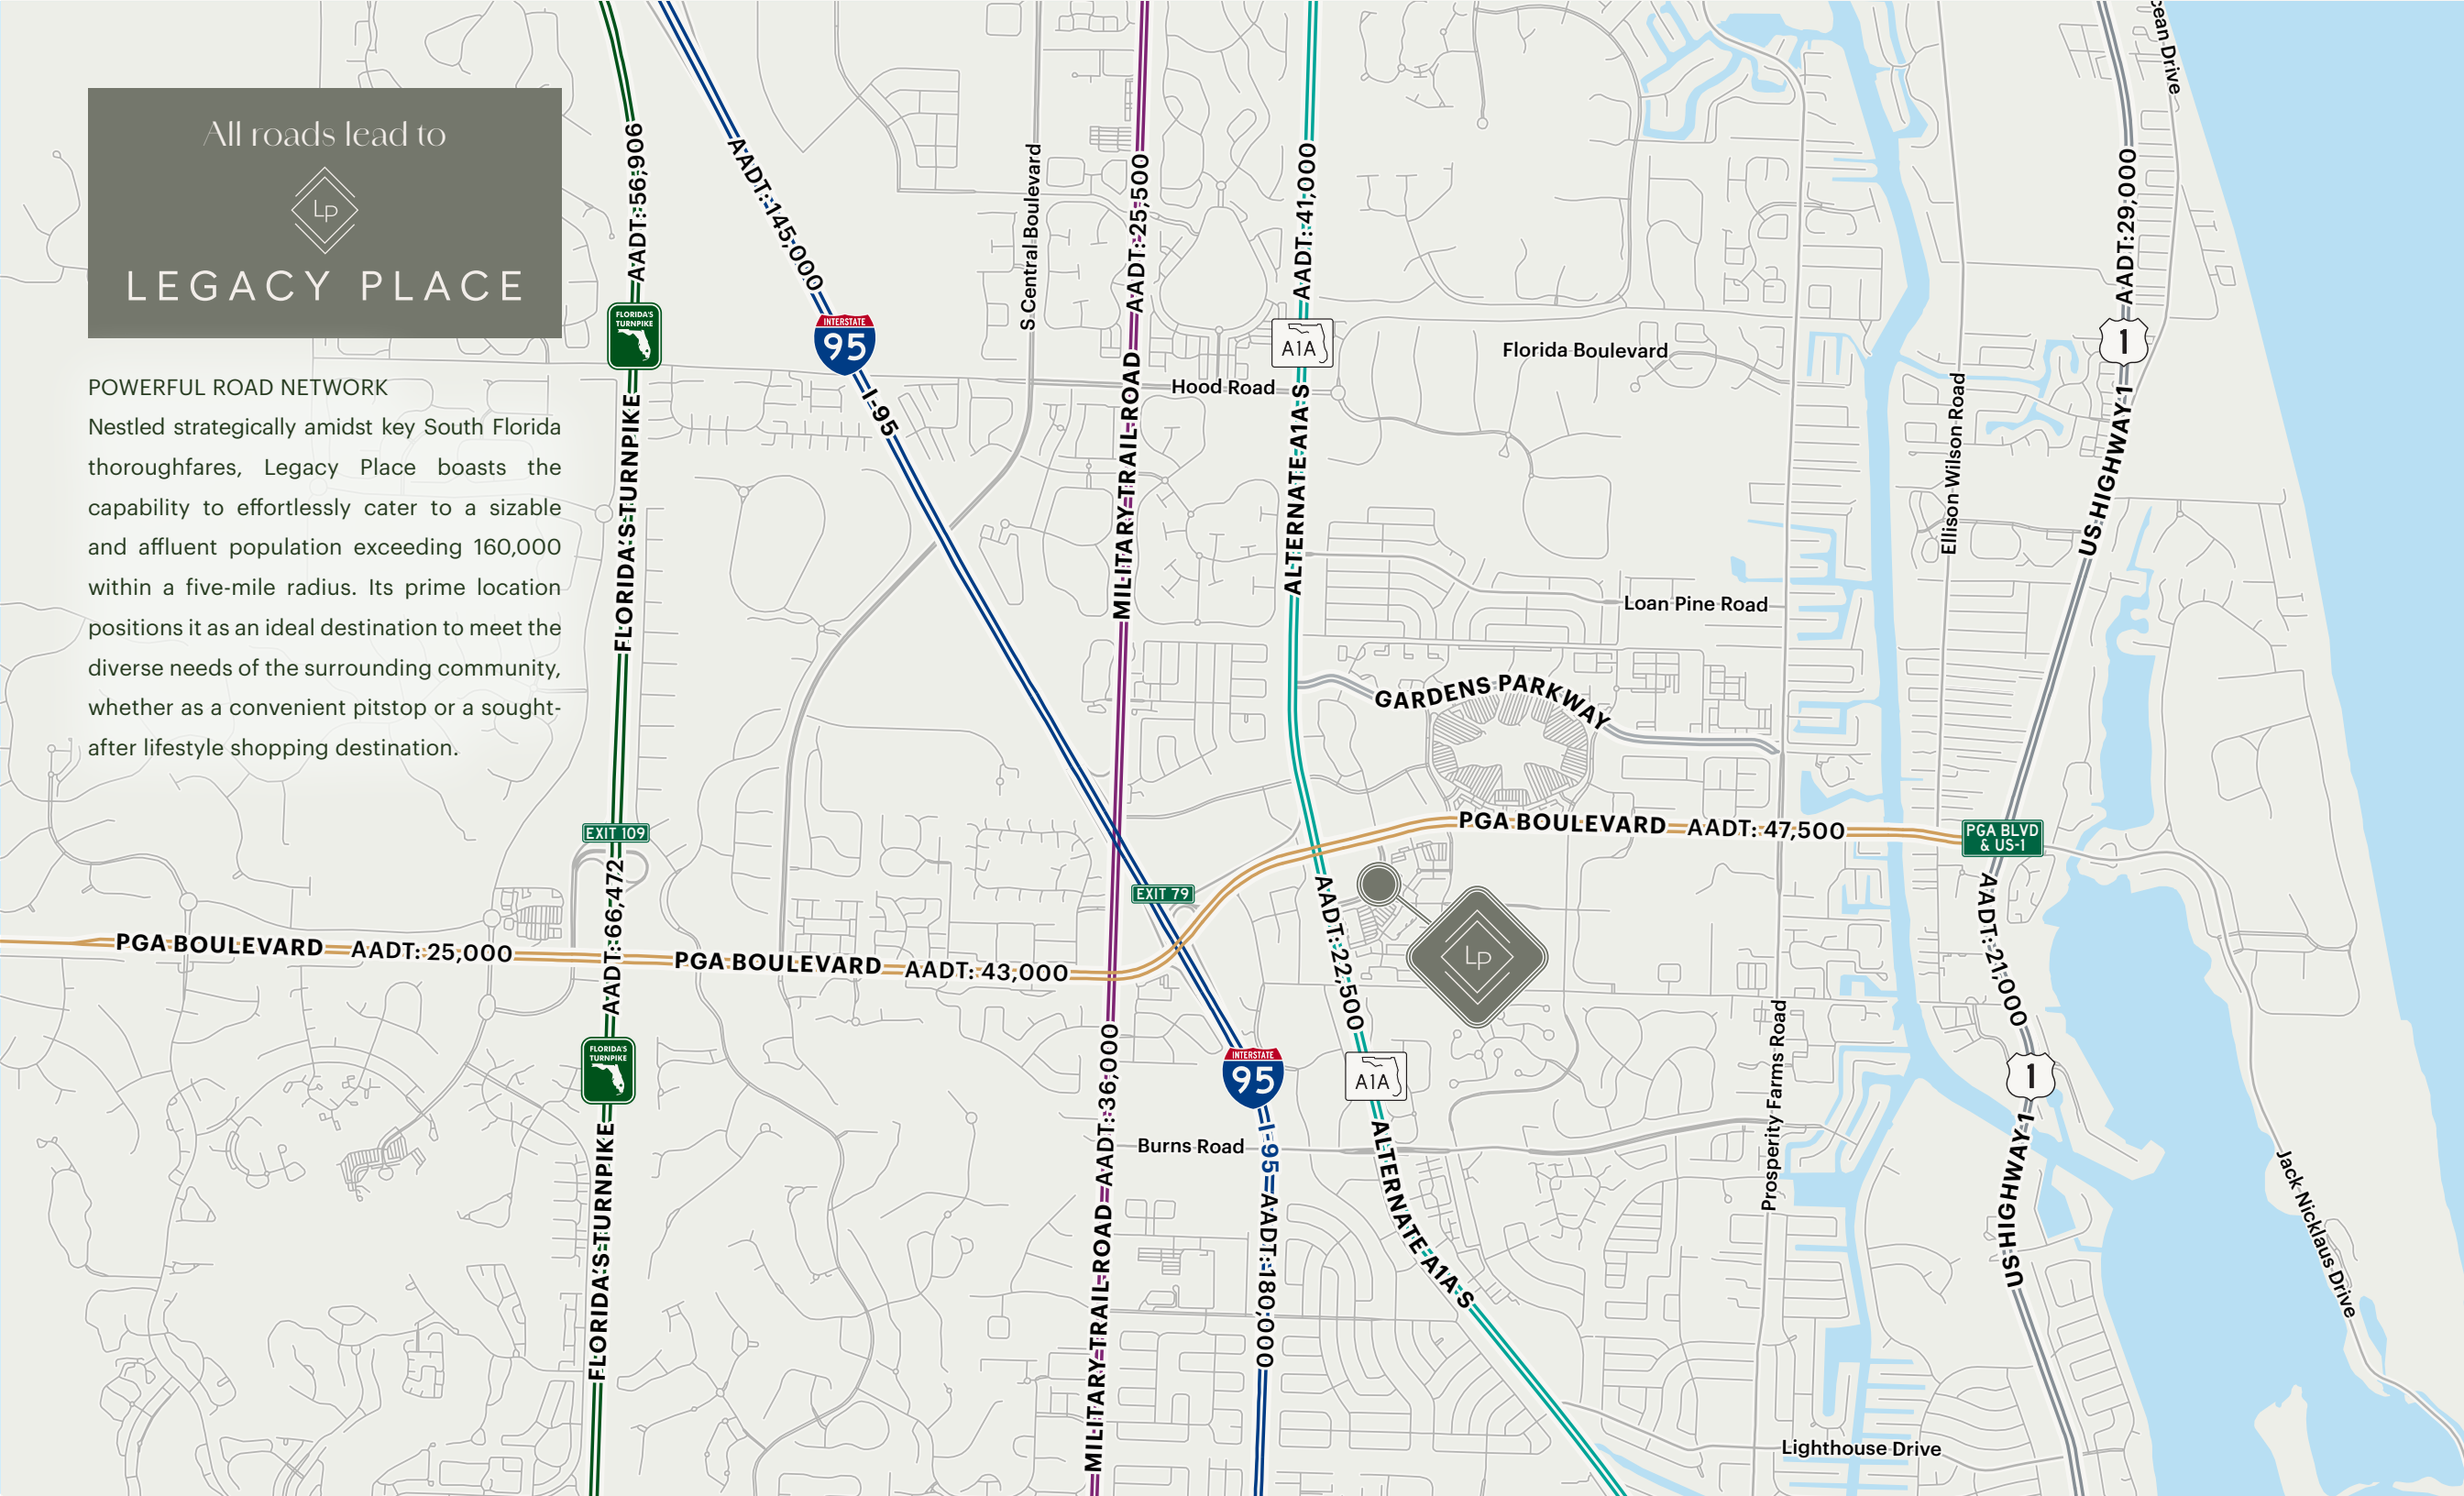 All roads lead to
LP
LEGACY PLACE
POWERFUL ROAD NETWORK
Nestled strategically amidst key South Florida
thoroughfares, Legacy Place boasts the
capability to effortlessly cater to a sizable
and affluent population exceeding 160,000
within a five-mile radius. Its prime location
positions it as an ideal destination to meet the
diverse needs of the surrounding community,
whether as a convenient pitstop or a sought-
after lifestyle shopping destination.
AADT: 56,906
FLORIDA'S
TURNPIKE
FLORIDA'S TURNPIKE
EXIT 109
AADT: 66,472
FLORIDA'S
TURNPIKE
FLORIDA'S TURNPIKE
AADT: 145,000
INTERSTATE
95
I-95
S Central Boulevard
AADT: 25,500
MILITARY TRAIL ROAD
AADT: 41,000
A1A
Hood Road
ALTERNATE A1A S
Florida Boulevard
Loan Pine Road
GARDENS PARKWAY
Ocean Drive
AADT: 29,000
1
US HIGHWAY 1
Ellison Wilson Road
PGA BOULEVARD AADT: 47,500
PGA BLVD
& US-1
EXIT 79
PGA BOULEVARD AADT: 25,000
PGA BOULEVARD AADT: 43,000
AADT: 22,500
LP
AADT: 21,000
AADT: 36,000
MILITARY TRAIL ROAD
INTERSTATE
95
I-95
AADT: 180,000
A1A
ALTERNATE A1A S
Burns Road
Prosperity Farms Road
1
US HIGHWAY 1
Jack Nicklaus Drive
Lighthouse Drive